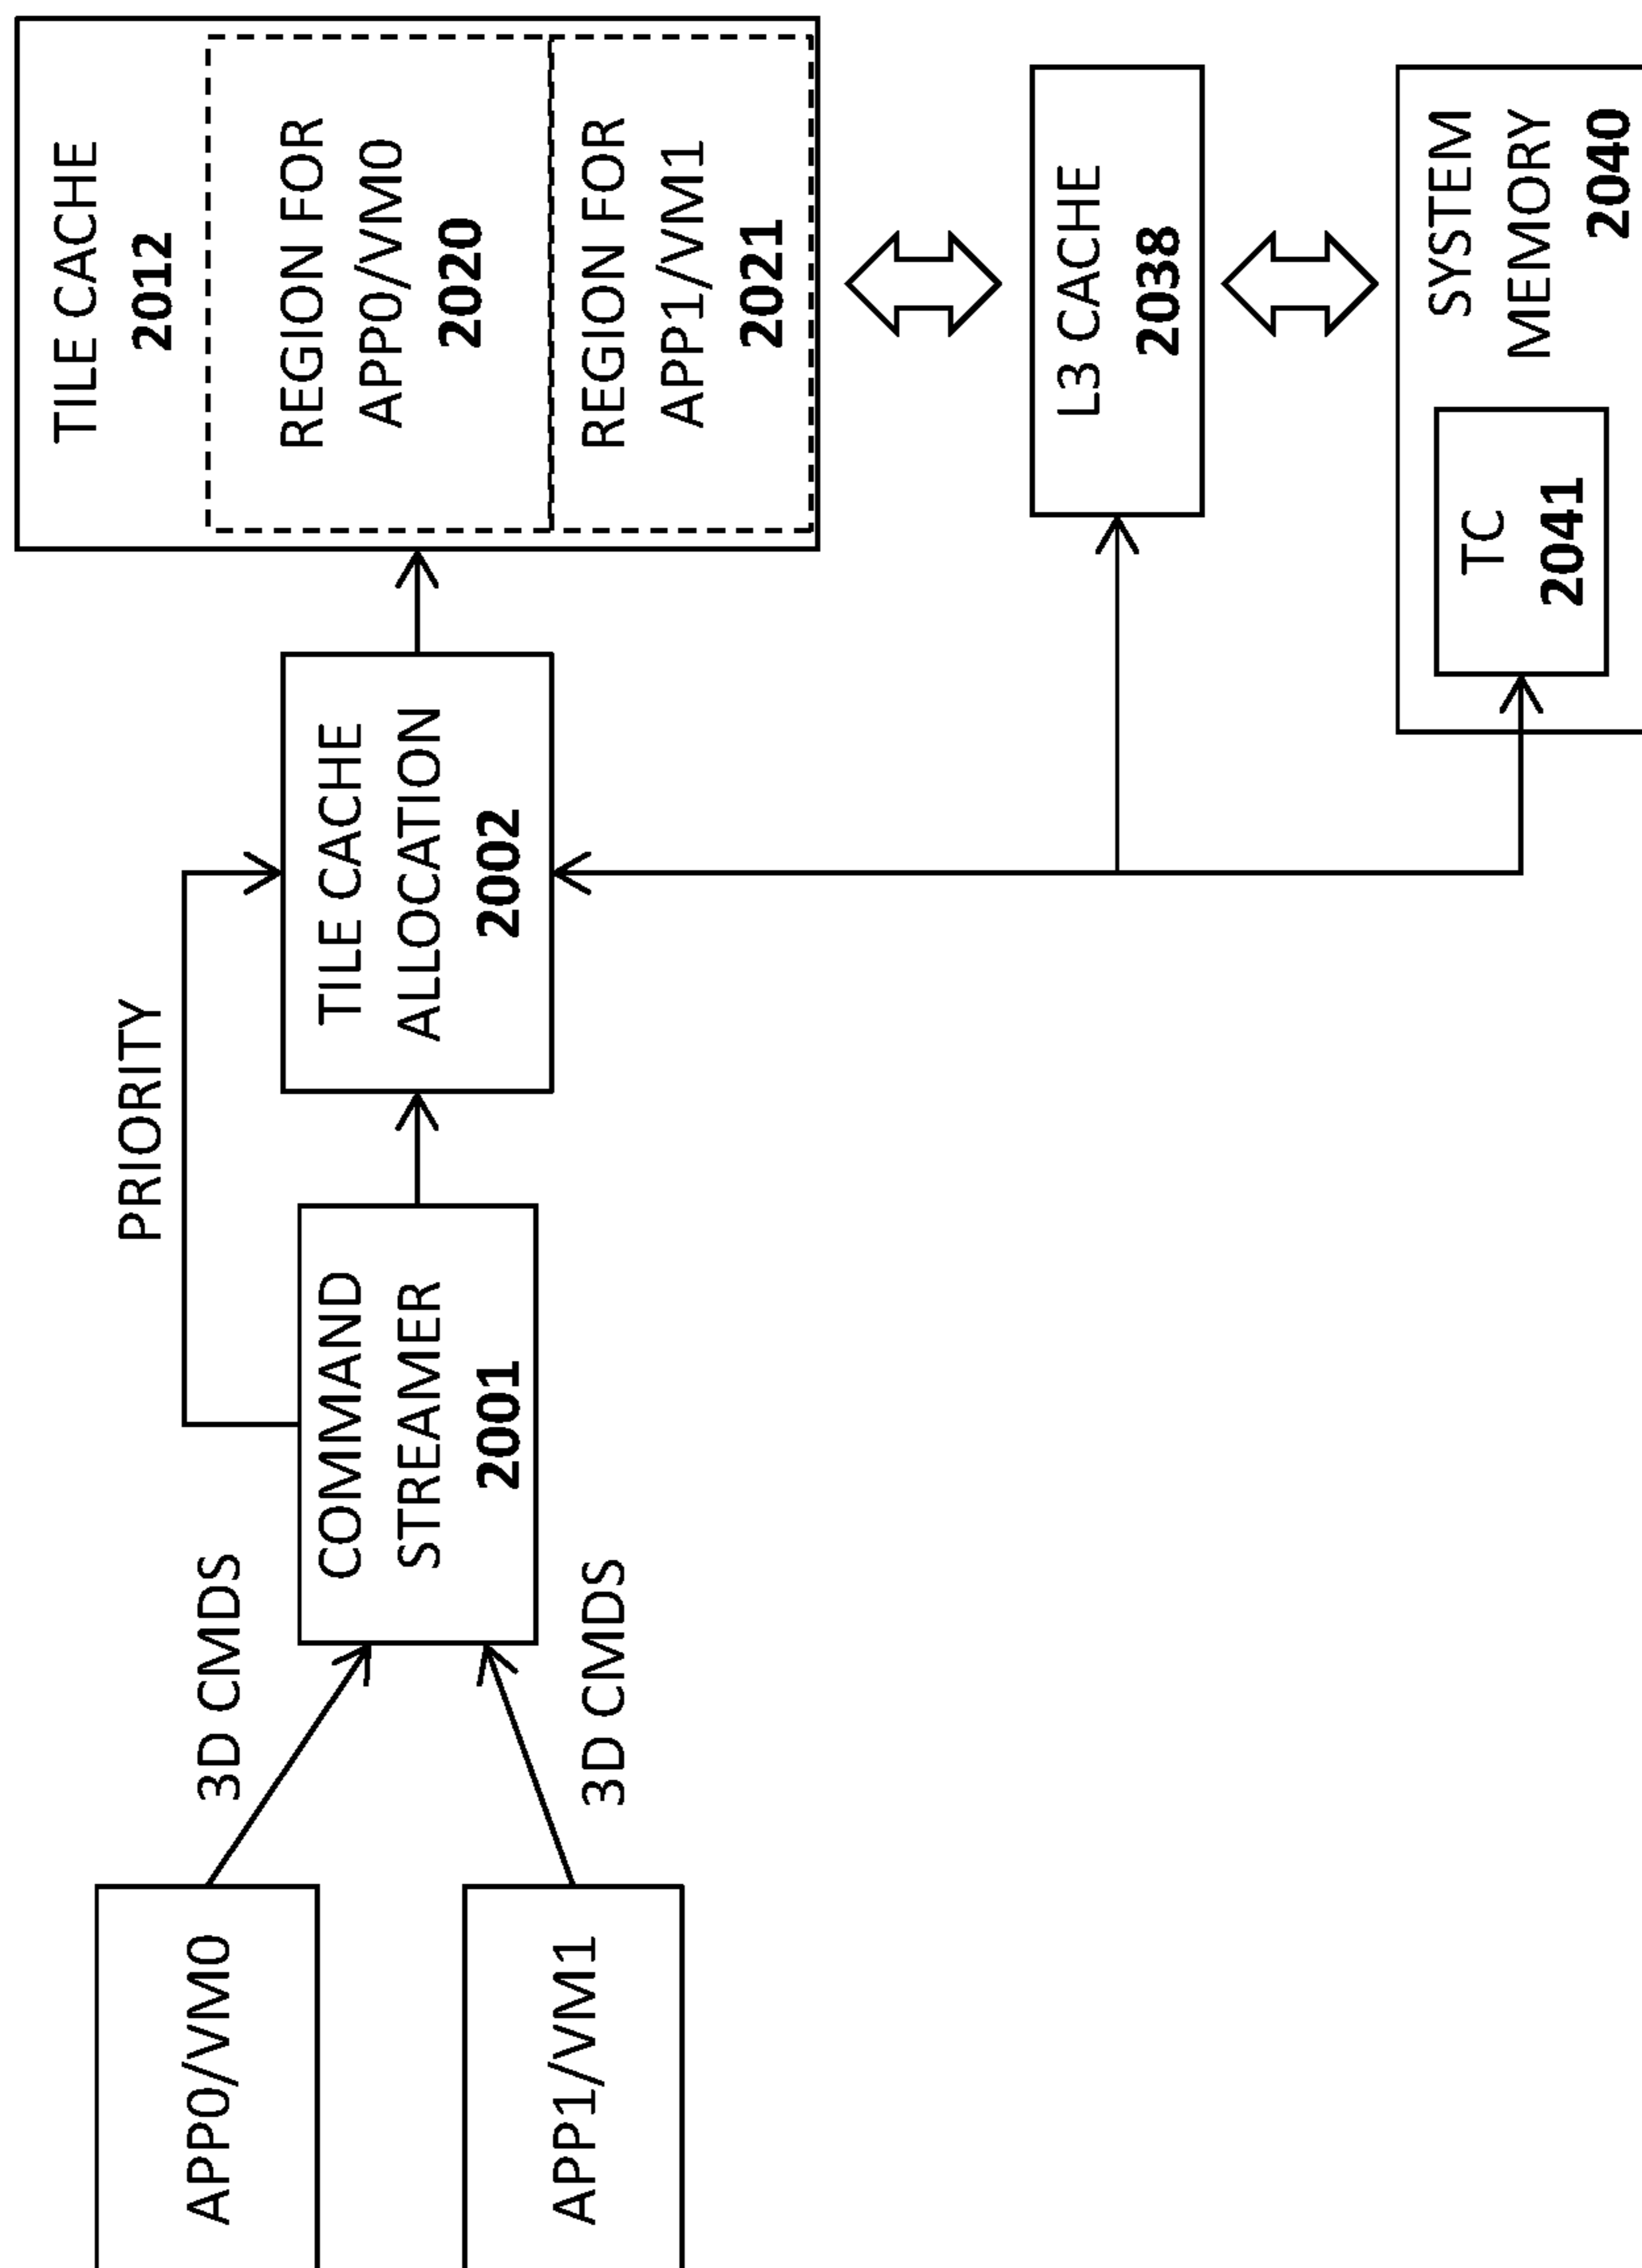 APP0/VM0
APP1/VM1
3D CMDS
3D CMDS
COMMAND
STREAMER
2001
PRIORITY
TILE CACHE
ALLOCATION
2002
TILE CACHE
2012
REGION FOR
APP0/VM0
2020
REGION FOR
APP1/VM1
2021
L3 CACHE
2038
SYSTEM
MEMORY
2040
TC
2041